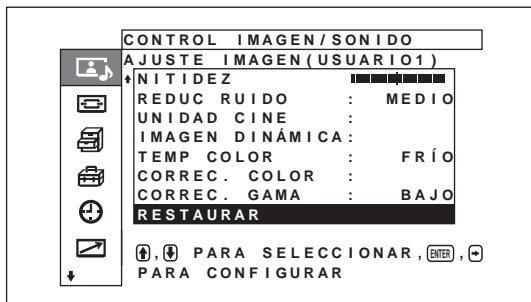 CONTROL IMAGEN/SONIDO
AJUSTE IMAGEN(USUARIO1)
NITIDEZ
REDUC RUIDO : MEDIO
UNIDAD CINE :
IMAGEN DINÁMICA:
TEMP COLOR : FRÍO
CORREC. COLOR :
CORREC. GAMA : BAJO
RESTAURAR
, PARA SELECCIONAR, ENTER ,
PARA CONFIGURAR